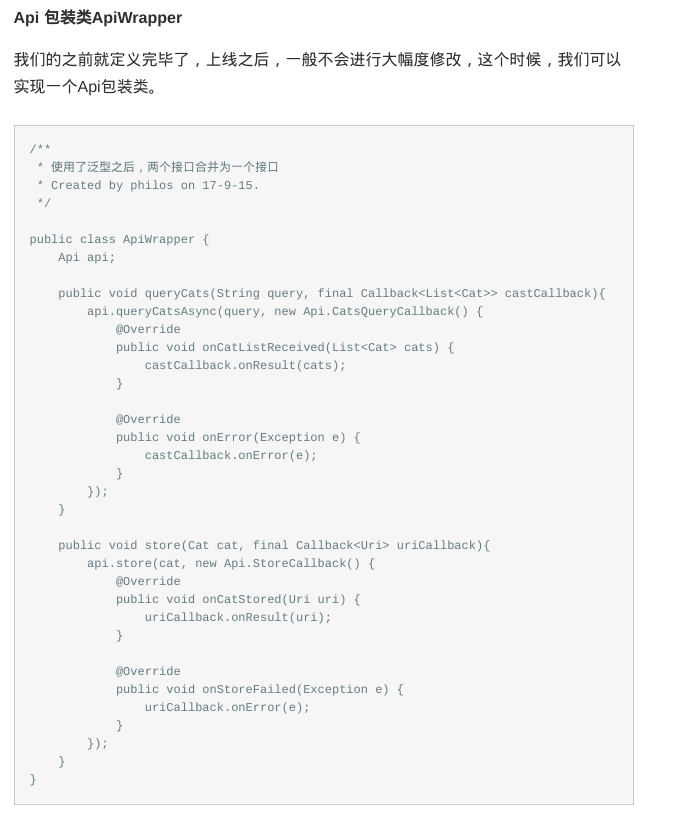 Api 包装类ApiWrapper
我们的之前就定义完毕了，上线之后，一般不会进行大幅度修改，这个时候，我们可以
实现一个Api包装类。
/**
 * 使用了泛型之后，两个接口合并为一个接口
 * Created by philos on 17-9-15.
 */
public class ApiWrapper {
    Api api;
    public void queryCats(String query, final Callback<List<Cat>> castCallback){
        api.queryCatsAsync(query, new Api.CatsQueryCallback() {
            @Override
            public void onCatListReceived(List<Cat> cats) {
                castCallback.onResult(cats);
            }
            @Override
            public void onError(Exception e) {
                castCallback.onError(e);
            }
        });
    }
    public void store(Cat cat, final Callback<Uri> uriCallback){
        api.store(cat, new Api.StoreCallback() {
            @Override
            public void onCatStored(Uri uri) {
                uriCallback.onResult(uri);
            }
            @Override
            public void onStoreFailed(Exception e) {
                uriCallback.onError(e);
            }
        });
    }
}